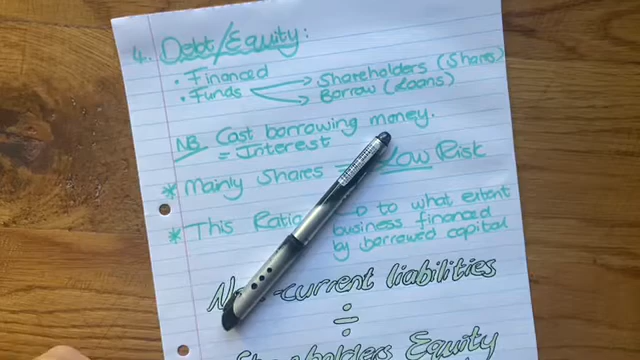 4. Debt/Equity:
• Financed
• Funds
Shareholders (Shares)
Borrow (Loans)
NB Cost borrowing money.
= Interest
* Mainly Shares = Low Risk
* This Ratio → to what extent
business financed
by borrowed capital
-current liabilities
÷
Shareholders Equity